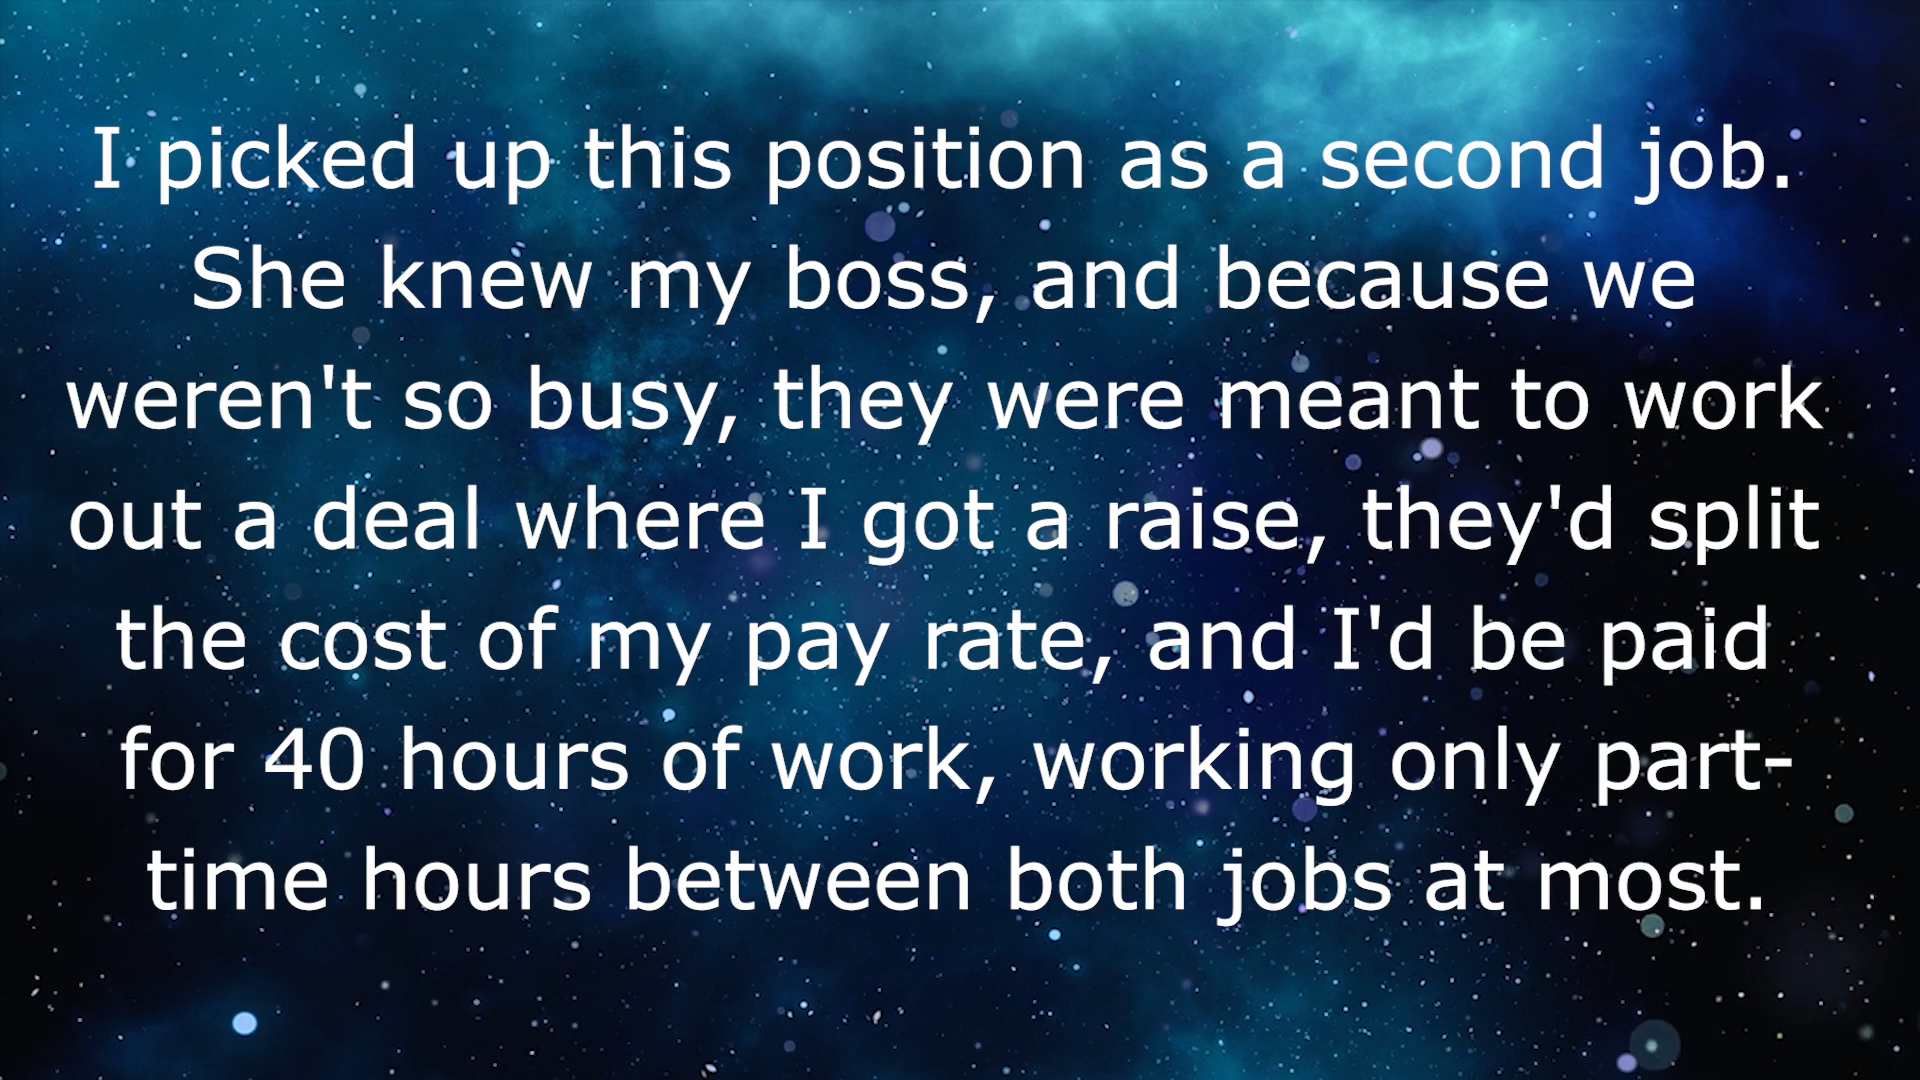 I picked up this position as a second job.
She knew my boss, and because we
weren't so busy, they were meant to work
out a deal where I got a raise, they'd split
the cost of my pay rate, and I'd be paid
for 40 hours of work, working only part-
time hours between both jobs at most.